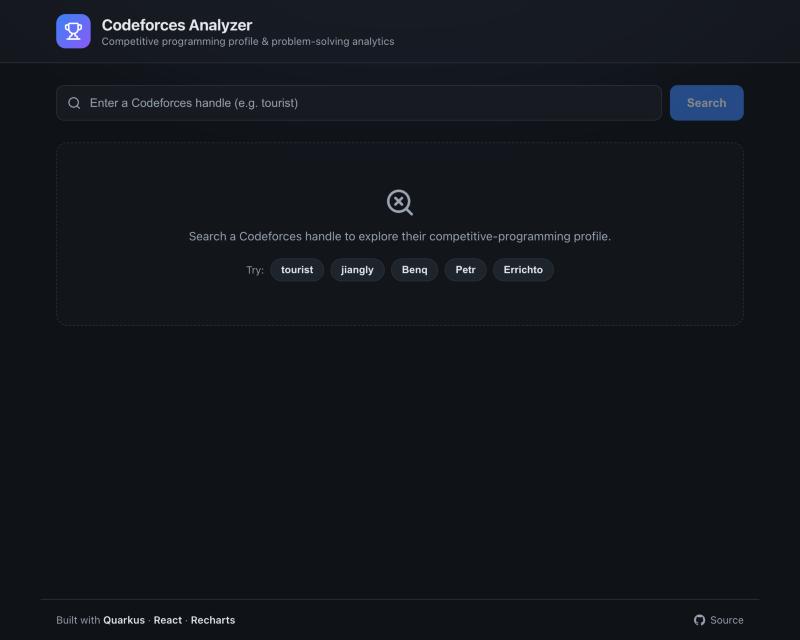 Codeforces Analyzer
Competitive programming profile & problem-solving analytics
Enter a Codeforces handle (e.g. tourist)
Search
Search a Codeforces handle to explore their competitive-programming profile.
Try: tourist jiangly Benq Petr Errichto
Built with Quarkus · React · Recharts
Source